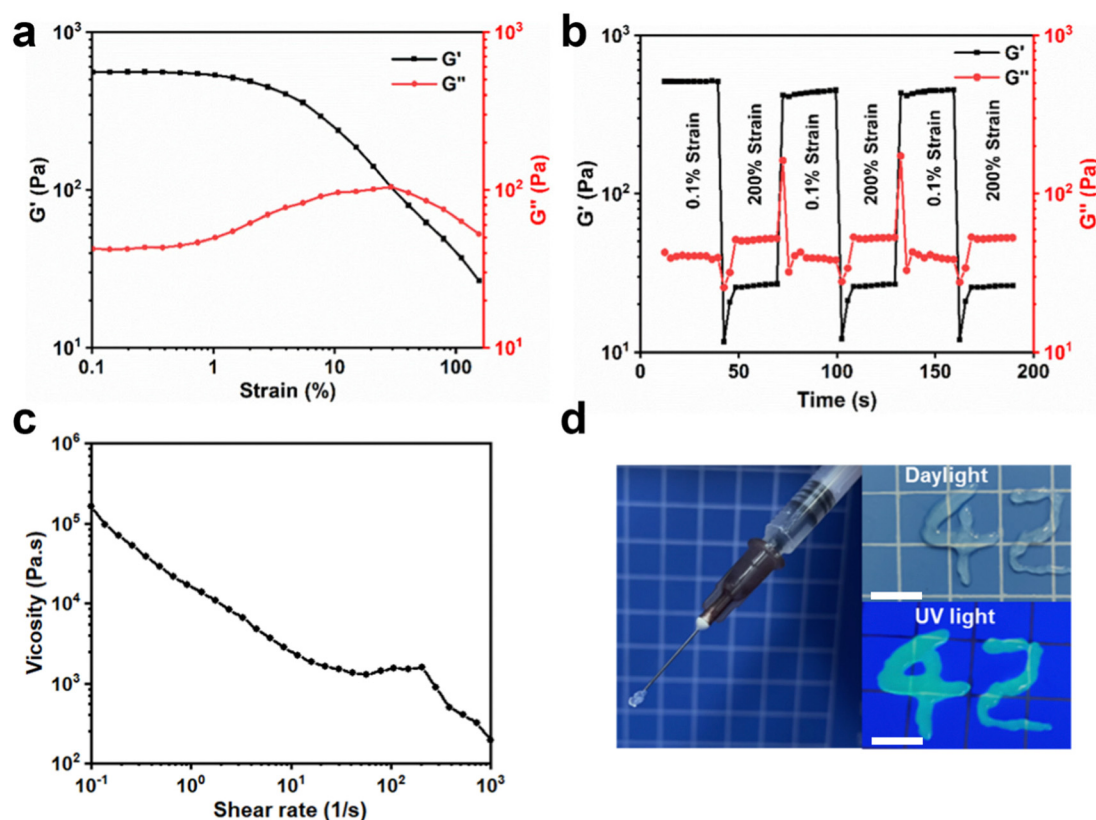 a
10³
10²
10¹
G' (Pa)
0.1
1
10
100
Strain (%)
G'
G"
10³
10²
10¹
G" (Pa)
b
10³
10²
10¹
G' (Pa)
0
50
100
150
200
Time (s)
G'
G"
0.1% Strain
200% Strain
0.1% Strain
200% Strain
0.1% Strain
200% Strain
10³
10²
10¹
G" (Pa)
c
10⁶
10⁵
10⁴
10³
10²
Vicosity (Pa.s)
10⁻¹
10⁰
10¹
10²
10³
Shear rate (1/s)
d
Daylight
42
UV light
42